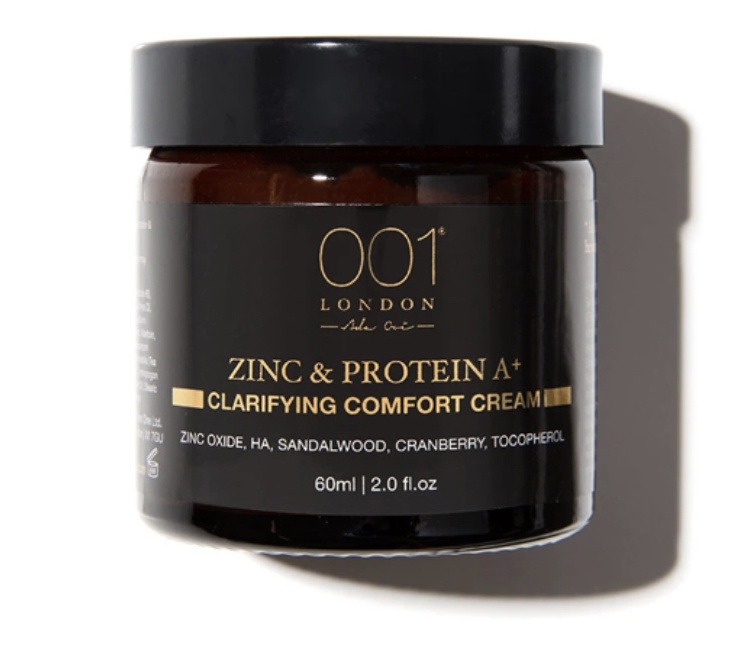 001®
LONDON
ZINC & PROTEIN A+
CLARIFYING COMFORT CREAM
ZINC OXIDE, HA, SANDALWOOD, CRANBERRY, TOCOPHEROL
60ml | 2.0 fl.oz